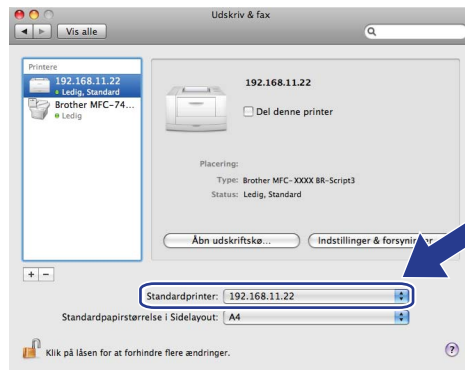 Udskriv & fax
Vis alle
Printere
192.168.11.22
Ledig, Standard
Brother MFC-74...
Ledig
192.168.11.22
Del denne printer
Placering:
Type: Brother MFC-XXXX BR-Script3
Status: Ledig, Standard
Åbn udskriftskø...
Indstillinger &
+ −
Standardprinter: 192.168.11.22
Standardpapirstørrelse i Sidelayout: A4
Klik på låsen for at forhindre flere ændringer.
?